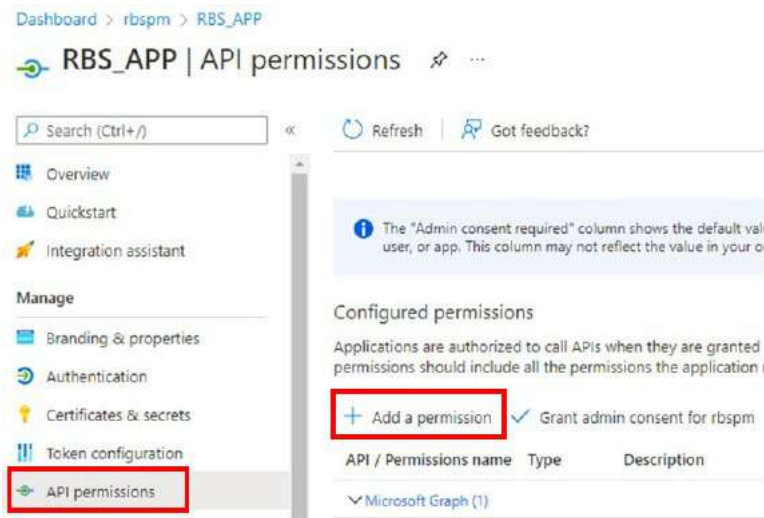 Dashboard > rbspm > RBS_APP
RBS_APP | API permissions ...
Search (Ctrl+/) «
Refresh | Got feedback?
Overview
Quickstart
Integration assistant
The "Admin consent required" column shows the default
user, or app. This column may not reflect the value in your
Manage
Branding & properties
Authentication
Certificates & secrets
Token configuration
API permissions
Configured permissions
Applications are authorized to call APIs when they are granted
permissions should include all the permissions the application
+ Add a permission ✓ Grant admin consent for rbspm
API / Permissions name Type Description
Microsoft Graph (1)